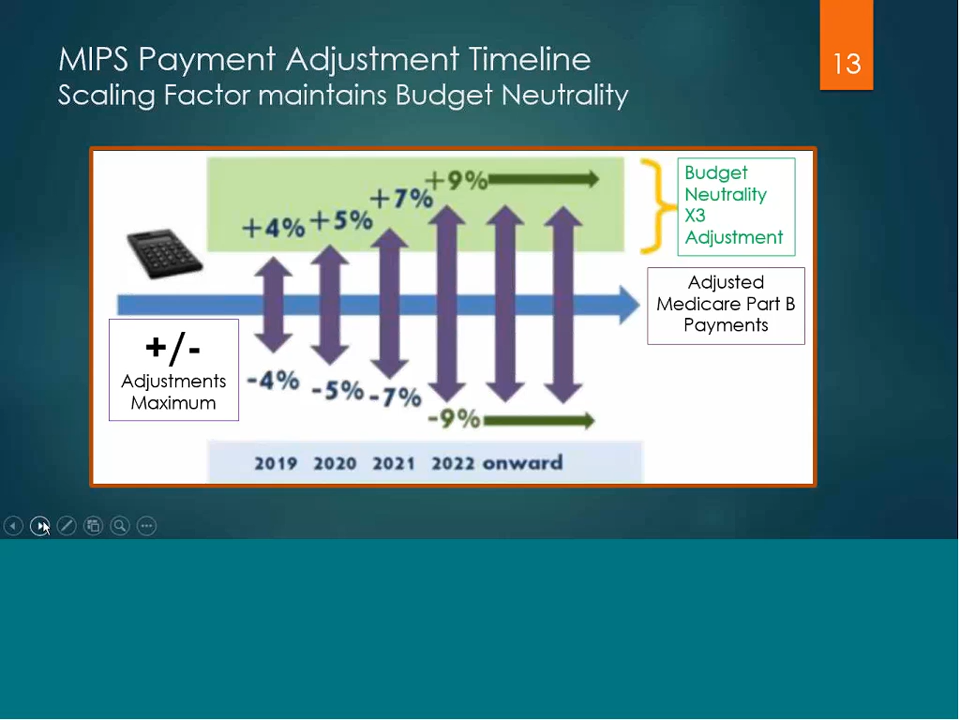 MIPS Payment Adjustment Timeline
Scaling Factor maintains Budget Neutrality
13
+4% +5% +7% +9%
Budget
Neutrality
X3
Adjustment
Adjusted
Medicare Part B
Payments
+/-
Adjustments
Maximum
-4% -5% -7% -9%
2019 2020 2021 2022 onward